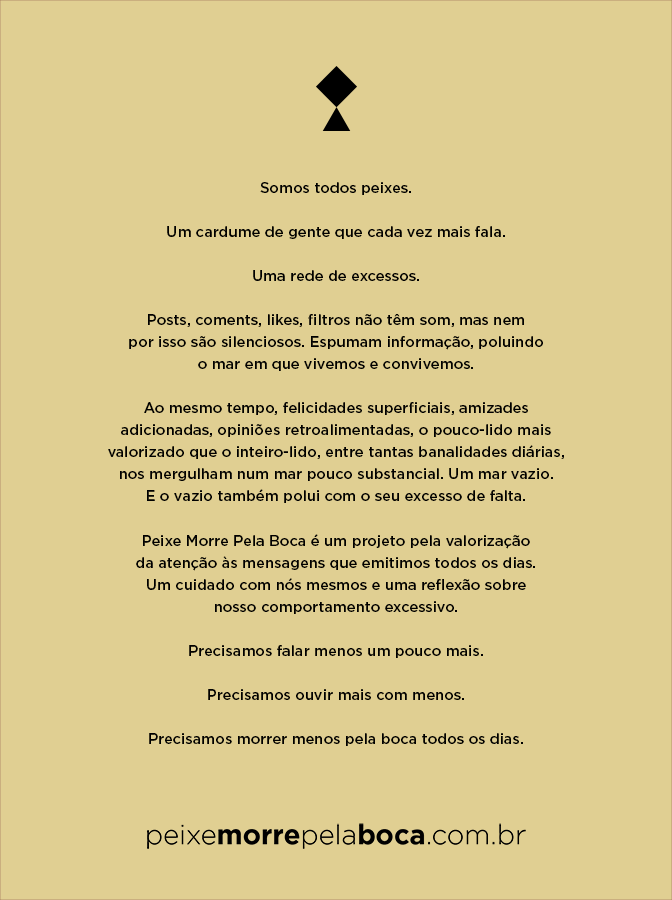 Somos todos peixes.
Um cardume de gente que cada vez mais fala.
Uma rede de excessos.
Posts, coments, likes, filtros não têm som, mas nem
por isso são silenciosos. Espumam informação, poluindo
o mar em que vivemos e convivemos.
Ao mesmo tempo, felicidades superficiais, amizades
adicionadas, opiniões retroalimentadas, o pouco-lido mais
valorizado que o inteiro-lido, entre tantas banalidades diárias,
nos mergulham num mar pouco substancial. Um mar vazio.
E o vazio também polui com o seu excesso de falta.
Peixe Morre Pela Boca é um projeto pela valorização
da atenção às mensagens que emitimos todos os dias.
Um cuidado com nós mesmos e uma reflexão sobre
nosso comportamento excessivo.
Precisamos falar menos um pouco mais.
Precisamos ouvir mais com menos.
Precisamos morrer menos pela boca todos os dias.
peixemorrepelaboca.com.br